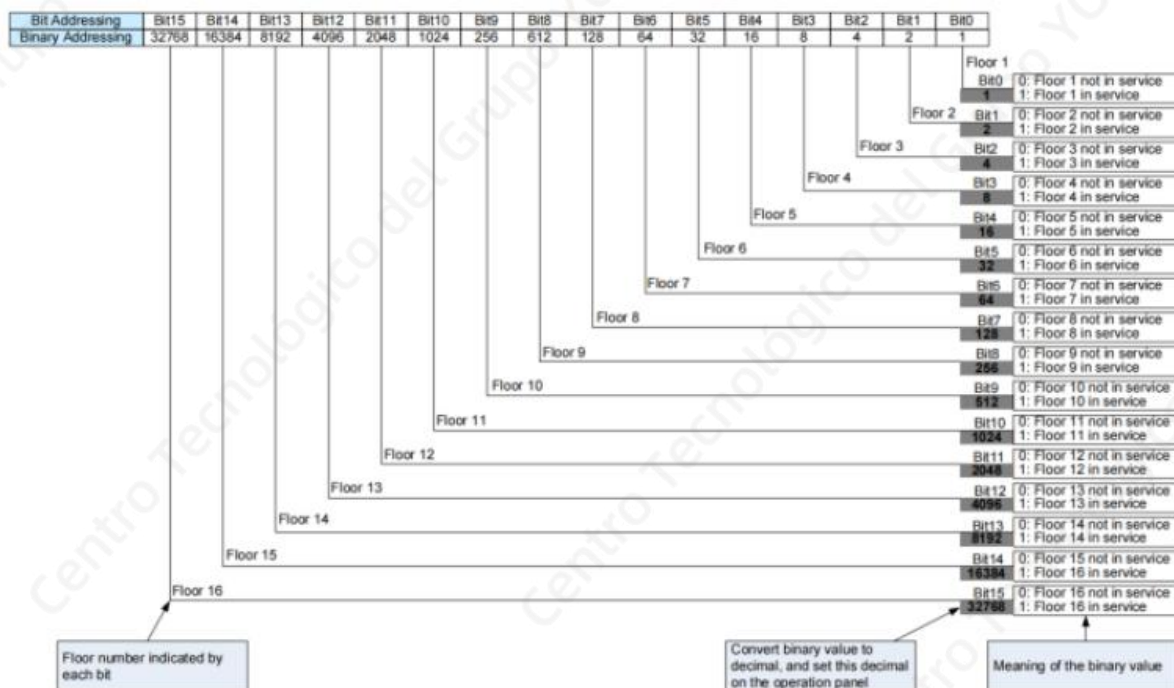 Bit Addressing Bit15 Bit14 Bit13 Bit12 Bit11 Bit10 Bit9 Bit8 Bit7 Bit6 Bit5 Bit4 Bit3 Bit2 Bit1 Bit0
Binary Addressing 32768 16384 8192 4096 2048 1024 256 612 128 64 32 16 8 4 2 1
Floor 1
Bit0 0: Floor 1 not in service
1 1: Floor 1 in service
Floor 2 Bit1 0: Floor 2 not in service
2 1: Floor 2 in service
Floor 3 Bit2 0: Floor 3 not in service
4 1: Floor 3 in service
Floor 4 Bit3 0: Floor 4 not in service
8 1: Floor 4 in service
Floor 5 Bit4 0: Floor 5 not in service
16 1: Floor 5 in service
Floor 6 Bit5 0: Floor 6 not in service
32 1: Floor 6 in service
Floor 7 Bit6 0: Floor 7 not in service
64 1: Floor 7 in service
Floor 8 Bit7 0: Floor 8 not in service
128 1: Floor 8 in service
Floor 9 Bit8 0: Floor 9 not in service
256 1: Floor 9 in service
Floor 10 Bit9 0: Floor 10 not in service
512 1: Floor 10 in service
Floor 11 Bit10 0: Floor 11 not in service
1024 1: Floor 11 in service
Floor 12 Bit11 0: Floor 12 not in service
2048 1: Floor 12 in service
Floor 13 Bit12 0: Floor 13 not in service
4096 1: Floor 13 in service
Floor 14 Bit13 0: Floor 14 not in service
8192 1: Floor 14 in service
Floor 15 Bit14 0: Floor 15 not in service
16384 1: Floor 16 in service
Floor 16 Bit15 0: Floor 16 not in service
32768 1: Floor 16 in service
Floor number indicated by
each bit
Convert binary value to
decimal, and set this decimal
on the operation panel
Meaning of the binary value
Centro Tecnológico del Grupo
Centro Tecnológico del